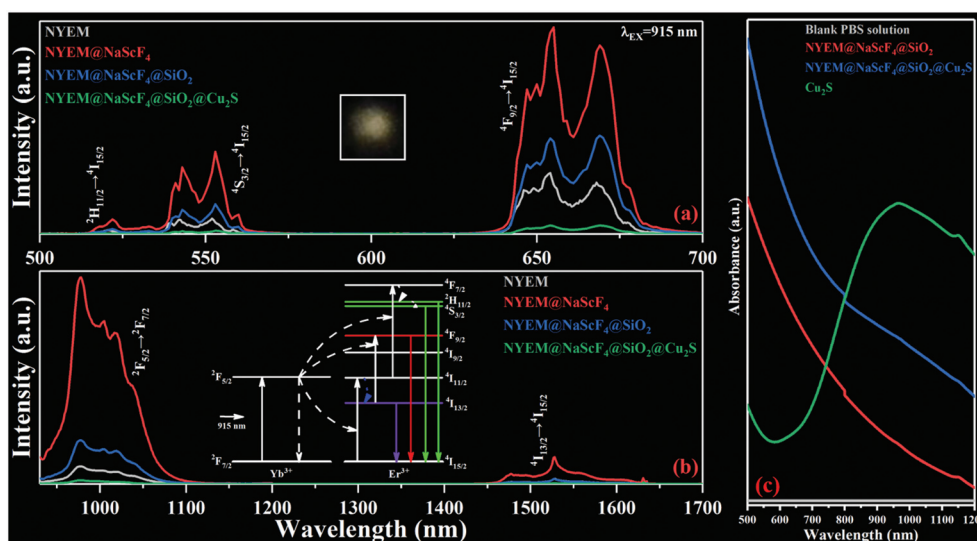 NYEM
NYEM@NaScF₄
NYEM@NaScF₄@SiO₂
NYEM@NaScF₄@SiO₂@Cu₂S
λEX=915 nm
Intensity (a.u.)
²H₁₁/₂→⁴I₁₅/₂
⁴S₃/₂→⁴I₁₅/₂
⁴F₉/₂→⁴I₁₅/₂
(a)
500 550 600 650 700
NYEM
NYEM@NaScF₄
NYEM@NaScF₄@SiO₂
NYEM@NaScF₄@SiO₂@Cu₂S
Intensity (a.u.)
²F₅/₂→²F₇/₂
⁴F₇/₂
²H₁₁/₂
⁴S₃/₂
⁴F₉/₂
⁴I₉/₂
²F₅/₂
⁴I₁₁/₂
⁴I₁₃/₂
915 nm
²F₇/₂
⁴I₁₅/₂
Yb³⁺
Er³⁺
⁴I₁₃/₂→⁴I₁₅/₂
(b)
1000 1100 1200 1300 1400 1500 1600 1700
Wavelength (nm)
Blank PBS solution
NYEM@NaScF₄@SiO₂
NYEM@NaScF₄@SiO₂@Cu₂S
Cu₂S
Absorbance (a.u.)
(c)
500 600 700 800 900 1000 1100 1200
Wavelength (nm)